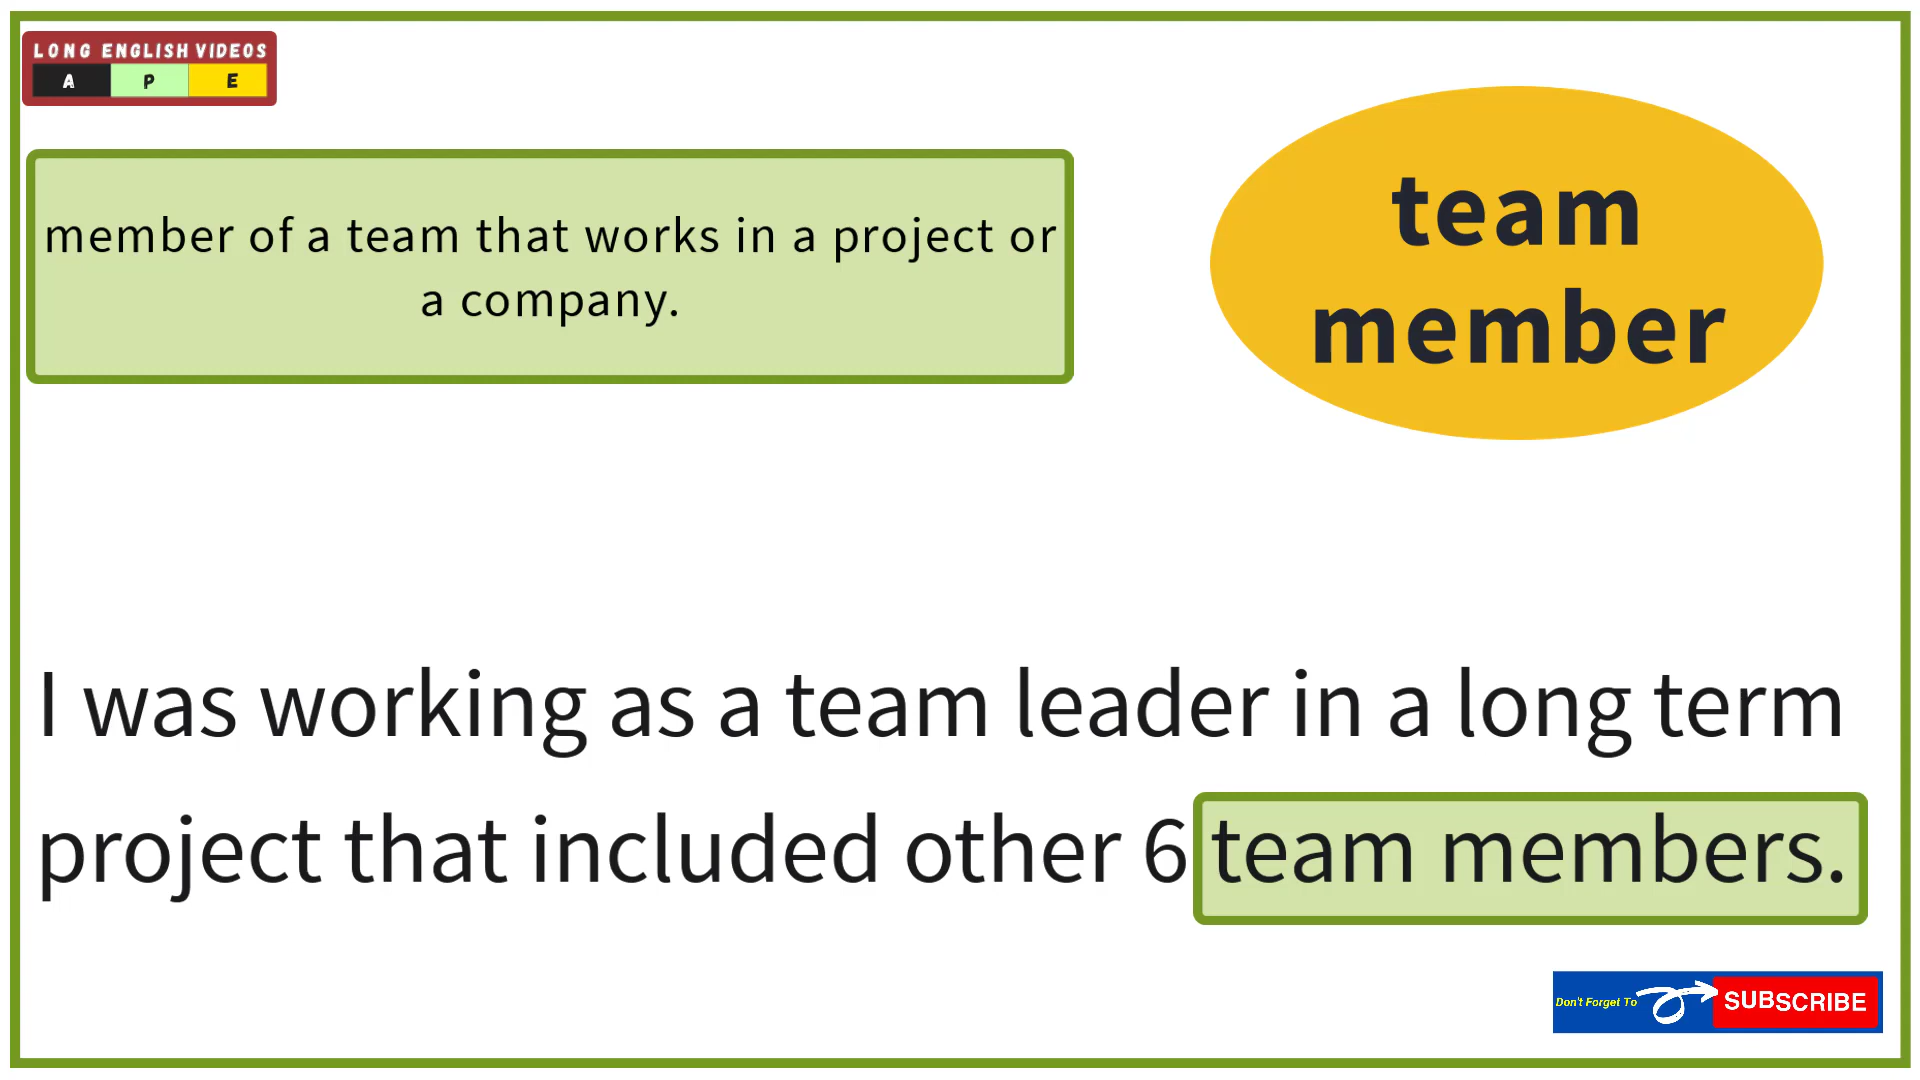 LONG ENGLISH VIDEOS
A P E
member of a team that works in a project or
a company.
team
member
I was working as a team leader in a long term
project that included other 6 team members.
Don't Forget To SUBSCRIBE